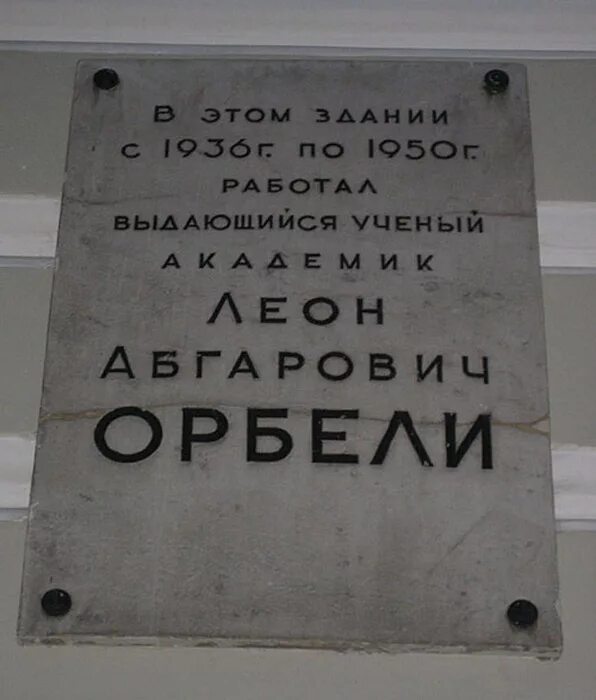 В этом здании
с 1936г. по 1950г.
работал
выдающийся ученый
академик
Леон
Абгарович
ОРБЕЛИ